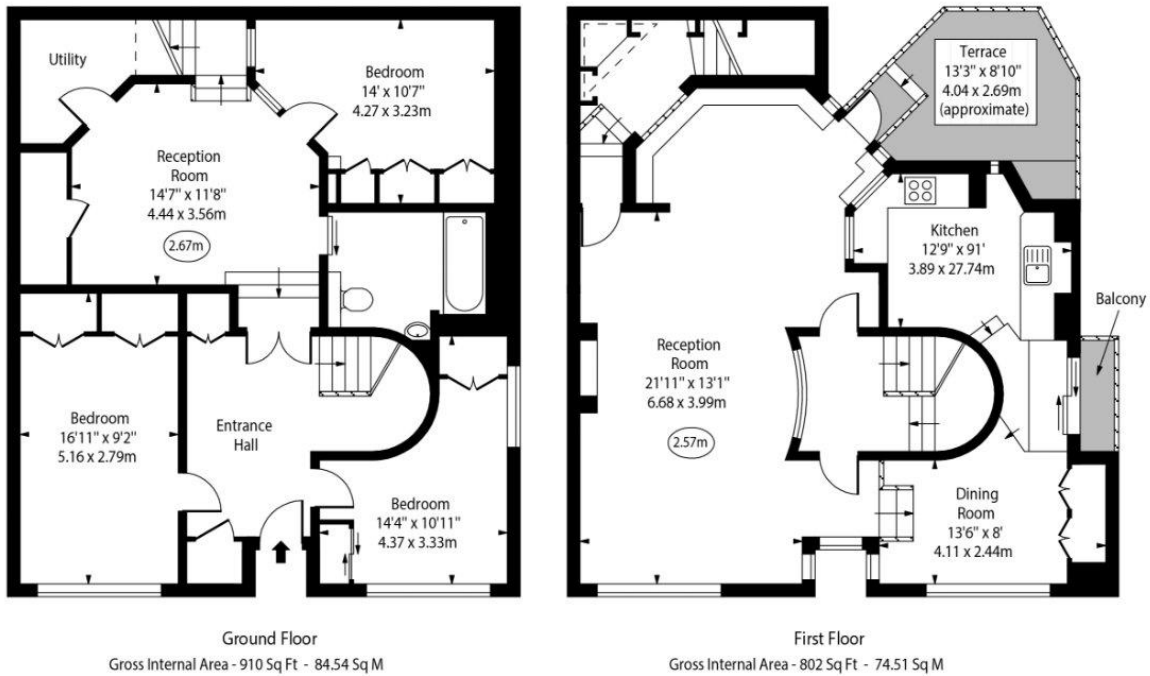 Utility
Bedroom
14' x 10'7"
4.27 x 3.23m
Reception
Room
14'7" x 11'8"
4.44 x 3.56m
2.67m
Bedroom
16'11" x 9'2"
5.16 x 2.79m
Entrance
Hall
Bedroom
14'4" x 10'11"
4.37 x 3.33m
Ground Floor
Gross Internal Area - 910 Sq Ft - 84.54 Sq M
Terrace
13'3" x 8'10"
4.04 x 2.69m
(approximate)
Kitchen
12'9" x 91'
3.89 x 27.74m
Balcony
Reception
Room
21'11" x 13'1"
6.68 x 3.99m
2.57m
Dining
Room
13'6" x 8'
4.11 x 2.44m
First Floor
Gross Internal Area - 802 Sq Ft - 74.51 Sq M